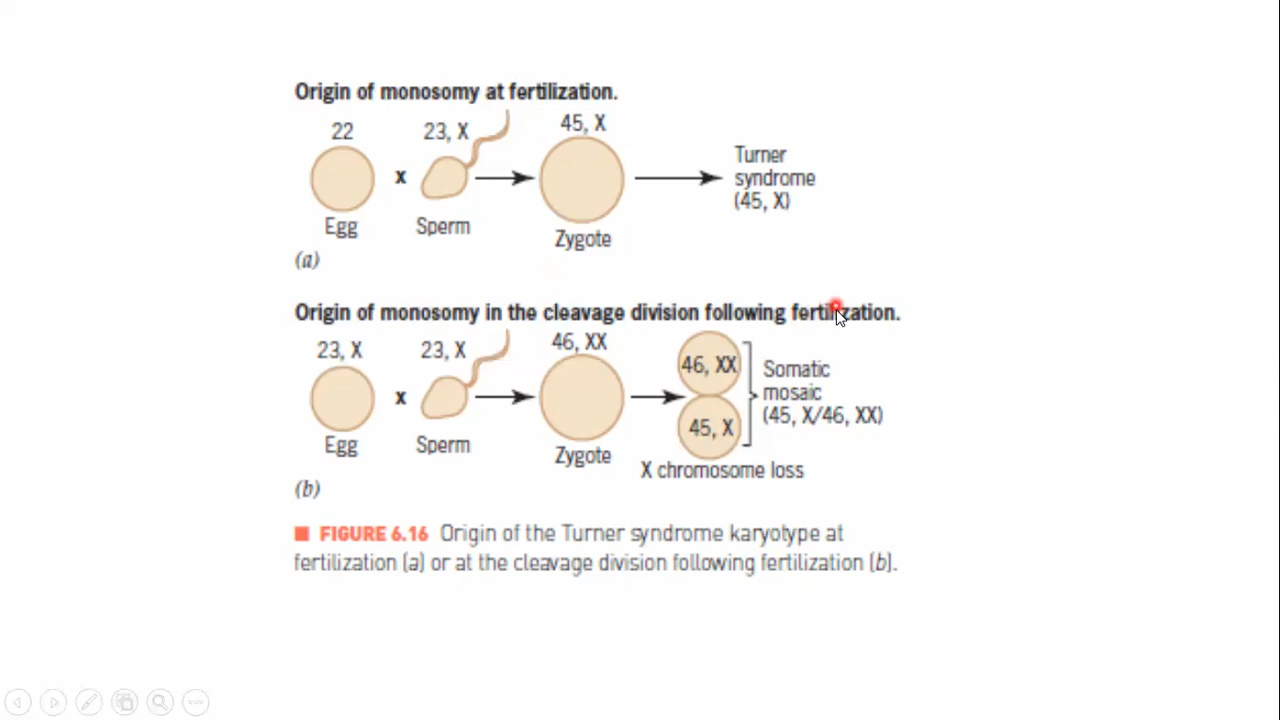 Origin of monosomy at fertilization.
22
23, X
45, X
x
Turner
syndrome
(45, X)
Egg
Sperm
Zygote
(a)
Origin of monosomy in the cleavage division following fertilization.
23, X
23, X
46, XX
x
46, XX
45, X
Somatic
mosaic
(45, X/46, XX)
Egg
Sperm
Zygote
X chromosome loss
(b)
FIGURE 6.16 Origin of the Turner syndrome karyotype at
fertilization (a) or at the cleavage division following fertilization (b).